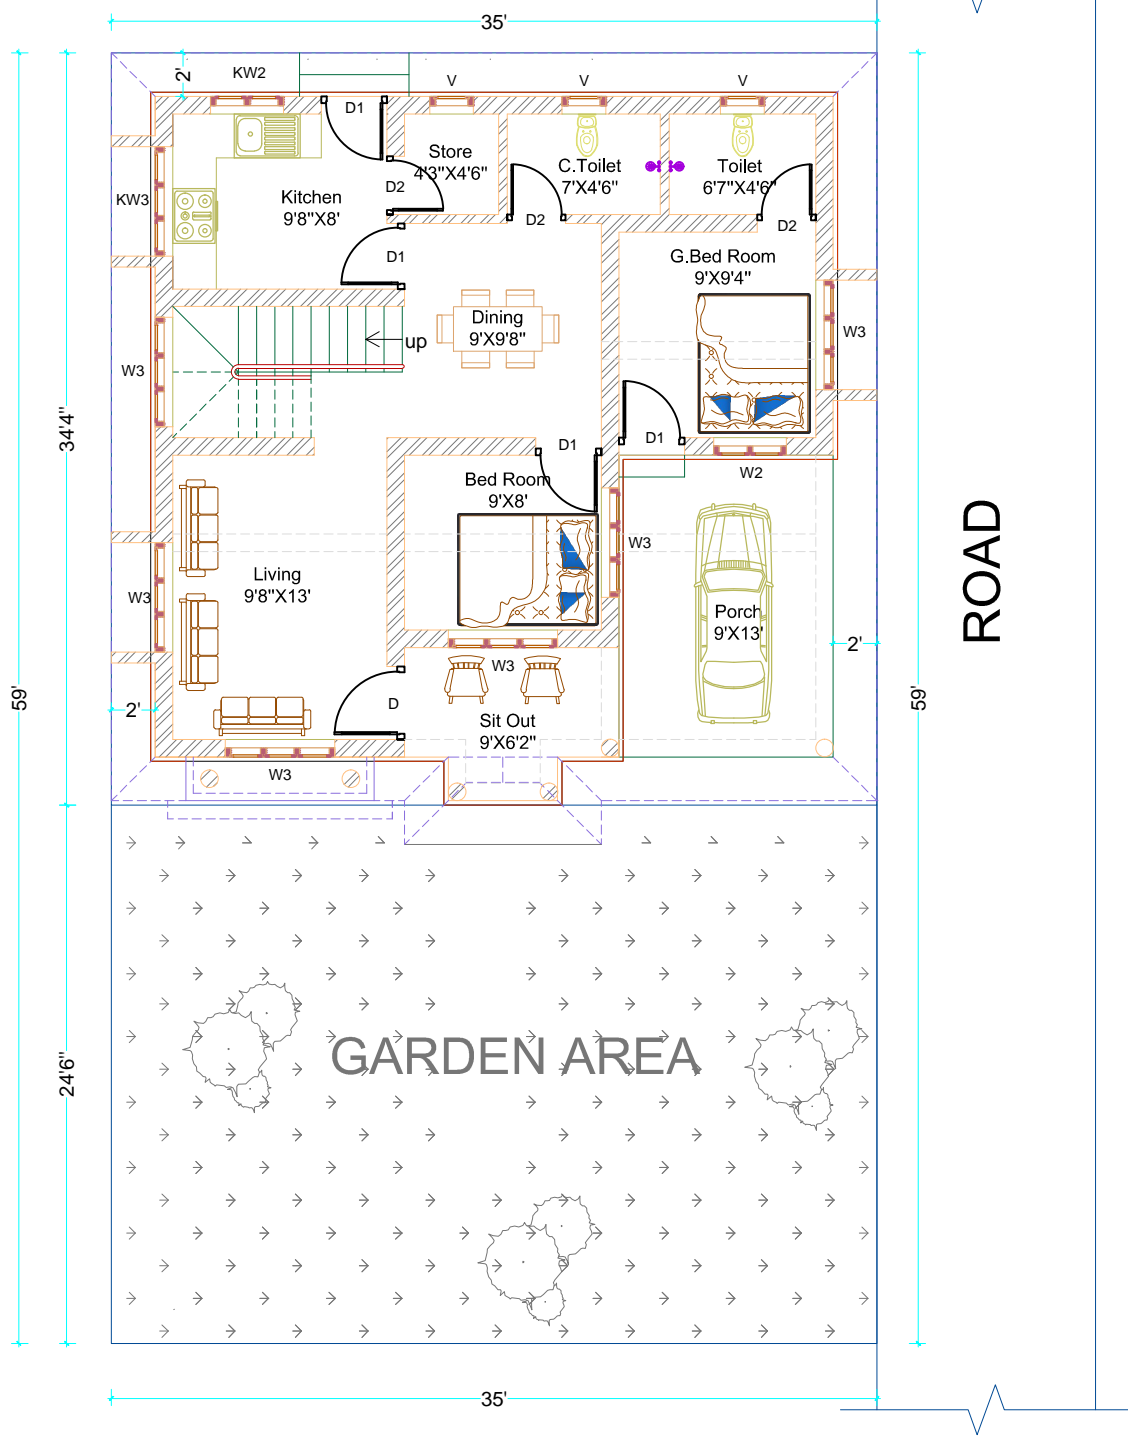 35'
2'
KW2
D1
V
V
V
Store
4'3"X4'6"
C.Toilet
7'X4'6"
Toilet
6'7"X4'6"
KW3
Kitchen
9'8"X8'
D2
D2
D2
D1
G.Bed Room
9'X9'4"
Dining
9'X9'8"
up
W3
W3
34'4"
D1
D1
W2
Bed Room
9'X8'
W3
ROAD
Living
9'8"X13'
W3
Porch
9'X13'
2'
W3
59'
59'
2'
D
Sit Out
9'X6'2"
W3
GARDEN AREA
24'6"
35'